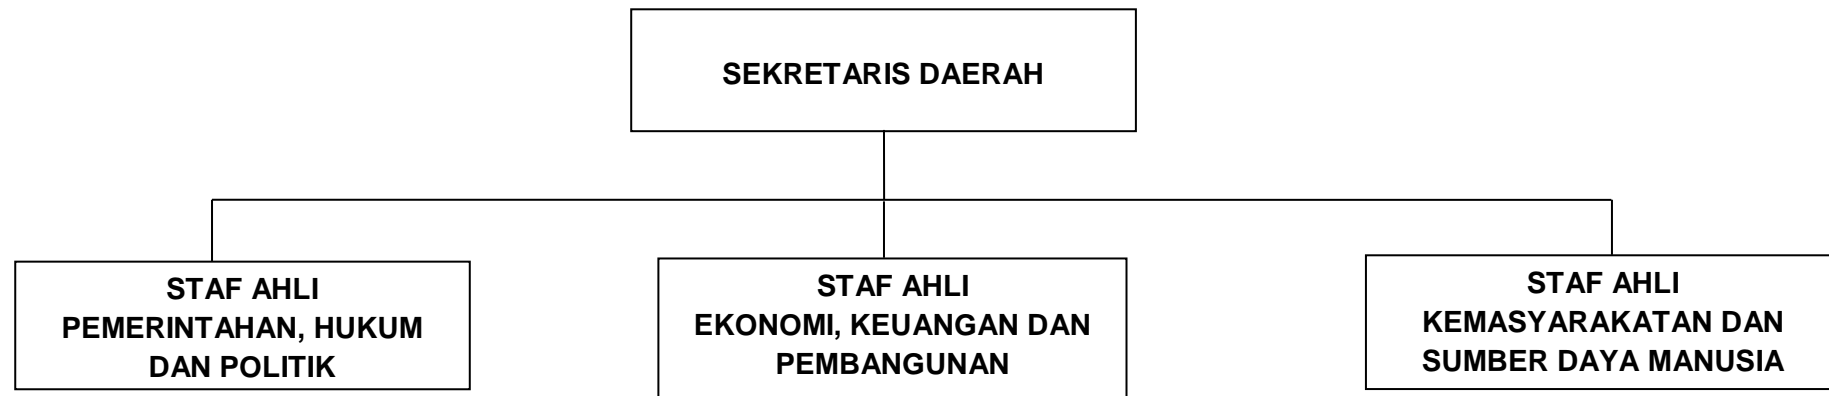 SEKRETARIS DAERAH
STAF AHLI
PEMERINTAHAN, HUKUM
DAN POLITIK
STAF AHLI
EKONOMI, KEUANGAN DAN
PEMBANGUNAN
STAF AHLI
KEMASYARAKATAN DAN
SUMBER DAYA MANUSIA